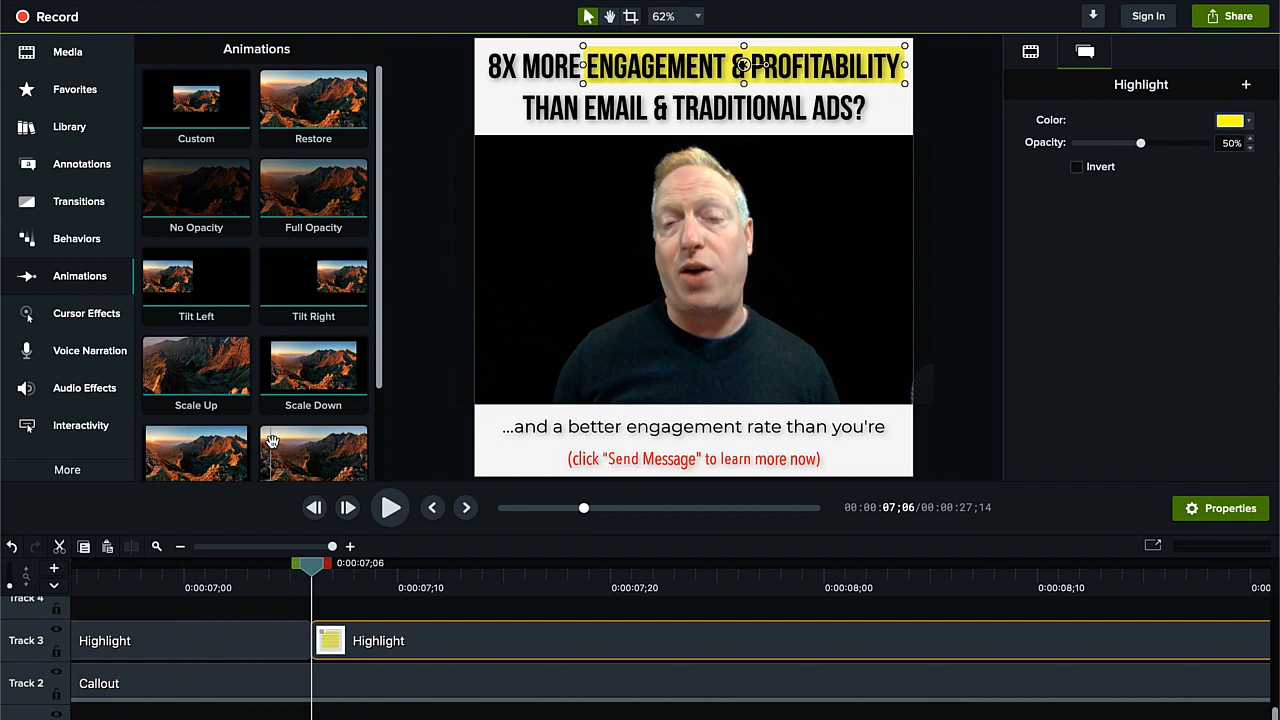 Record
62%
Sign In
Share
Media
Favorites
Library
Annotations
Transitions
Behaviors
Animations
Cursor Effects
Voice Narration
Audio Effects
Interactivity
More
Animations
Custom
Restore
No Opacity
Full Opacity
Tilt Left
Tilt Right
Scale Up
Scale Down
8X MORE ENGAGEMENT & PROFITABILITY
THAN EMAIL & TRADITIONAL ADS?
...and a better engagement rate than you're
(click "Send Message" to learn more now)
Highlight
Color:
Opacity:
50%
Invert
00:00:07;06/00:00:27;14
Properties
0:00:07;06
0:00:07;00
0:00:07;10
0:00:07;20
0:00:08;00
0:00:08;10
0:00
Track 4
Track 3
Highlight
Highlight
Track 2
Callout